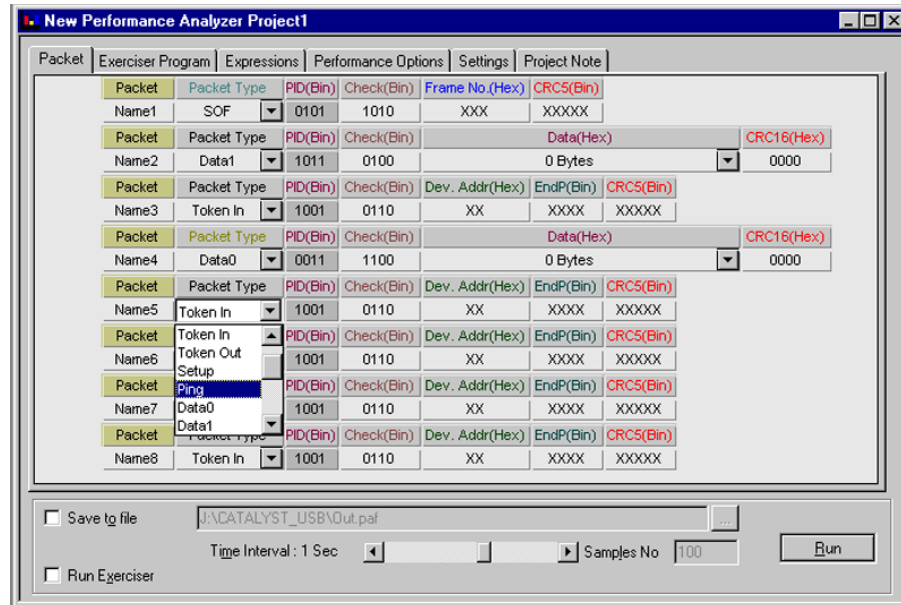 New Performance Analyzer Project1
Packet Exerciser Program Expressions Performance Options Settings Project Note
Packet Packet Type PID(Bin) Check(Bin) Frame No.(Hex) CRC5(Bin)
Name1 SOF 0101 1010 XXX XXXXX
Packet Packet Type PID(Bin) Check(Bin) Data(Hex) CRC16(Hex)
Name2 Data1 1011 0100 0 Bytes 0000
Packet Packet Type PID(Bin) Check(Bin) Dev. Addr(Hex) EndP(Bin) CRC5(Bin)
Name3 Token In 1001 0110 XX XXXX XXXXX
Packet Packet Type PID(Bin) Check(Bin) Data(Hex) CRC16(Hex)
Name4 Data0 0011 1100 0 Bytes 0000
Packet Packet Type PID(Bin) Check(Bin) Dev. Addr(Hex) EndP(Bin) CRC5(Bin)
Name5 Token In 1001 0110 XX XXXX XXXXX
Packet Token In PID(Bin) Check(Bin) Dev. Addr(Hex) EndP(Bin) CRC5(Bin)
Token Out
Name6 1001 0110 XX XXXX XXXXX
Setup
Packet Ping PID(Bin) Check(Bin) Dev. Addr(Hex) EndP(Bin) CRC5(Bin)
Name7 Data0 1001 0110 XX XXXX XXXXX
Data1
Packet Packet Type PID(Bin) Check(Bin) Dev. Addr(Hex) EndP(Bin) CRC5(Bin)
Name8 Token In 1001 0110 XX XXXX XXXXX
Save to file J:\CATALYST_USB\Out.paf ...
Time Interval : 1 Sec Samples No 100 Run
Run Exerciser